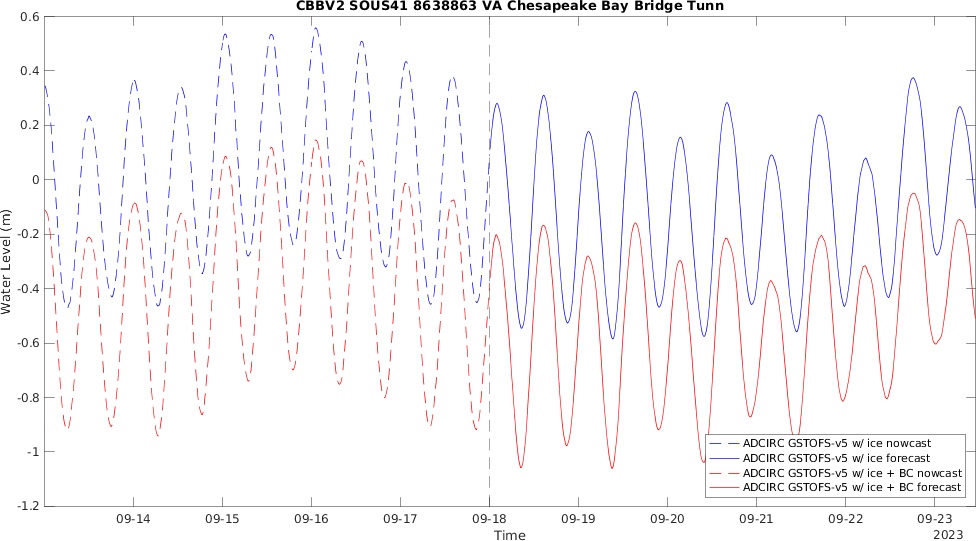 CBBV2 SOUS41 8638863 VA Chesapeake Bay Bridge Tunn
Water Level (m)
0.6
0.4
0.2
0
-0.2
-0.4
-0.6
-0.8
-1
-1.2
ADCIRC GSTOFS-v5 w/ ice nowcast
ADCIRC GSTOFS-v5 w/ ice forecast
ADCIRC GSTOFS-v5 w/ ice + BC nowcast
ADCIRC GSTOFS-v5 w/ ice + BC forecast
09-14 09-15 09-16 09-17 09-18 09-19 09-20 09-21 09-22 09-23
Time
2023